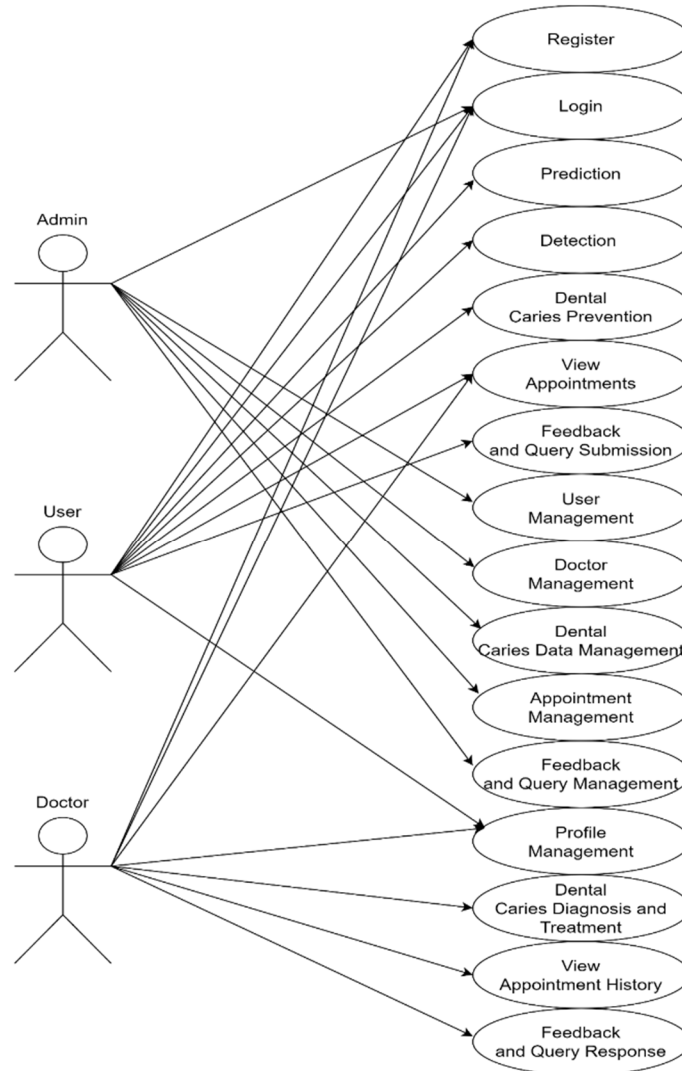 Register
Login
Prediction
Admin
Detection
Dental
Caries Prevention
View
Appointments
Feedback
and Query Submission
User
Management
User
Doctor
Management
Dental
Caries Data Management
Appointment
Management
Feedback
and Query Management
Doctor
Profile
Management
Dental
Caries Diagnosis and
Treatment
View
Appointment History
Feedback
and Query Response